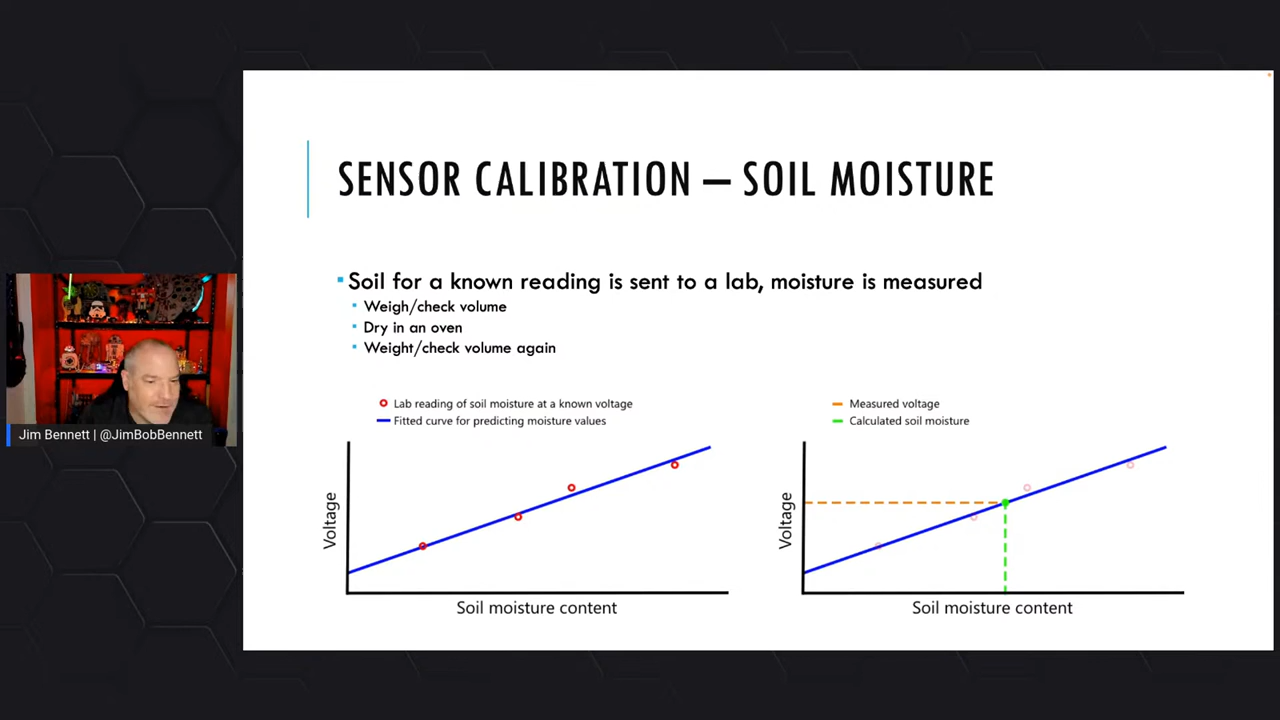 SENSOR CALIBRATION – SOIL MOISTURE
Soil for a known reading is sent to a lab, moisture is measured
Weigh/check volume
Dry in an oven
Weight/check volume again
Lab reading of soil moisture at a known voltage
Fitted curve for predicting moisture values
Voltage
Soil moisture content
Measured voltage
Calculated soil moisture
Voltage
Soil moisture content
Jim Bennett | @JimBobBennett